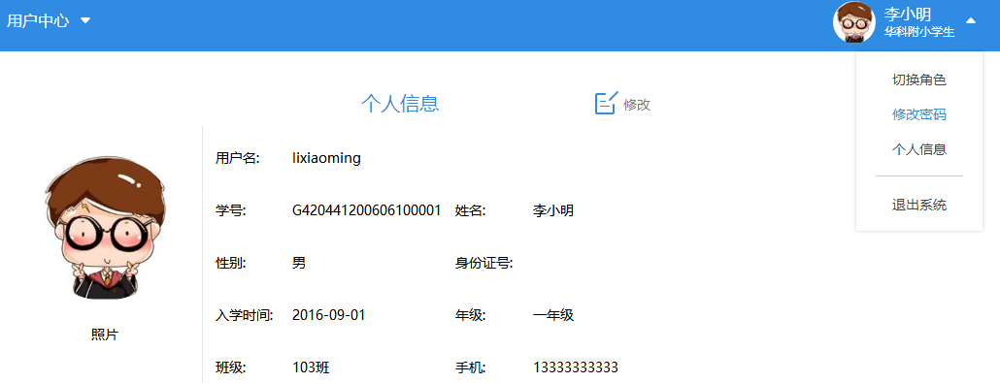 用户中心
李小明
华科附小学生
切换角色
修改密码
个人信息
退出系统
个人信息 修改
用户名: lixiaoming
学号: G420441200606100001 姓名: 李小明
性别: 男 身份证号:
入学时间: 2016-09-01 年级: 一年级
班级: 103班 手机: 13333333333
照片